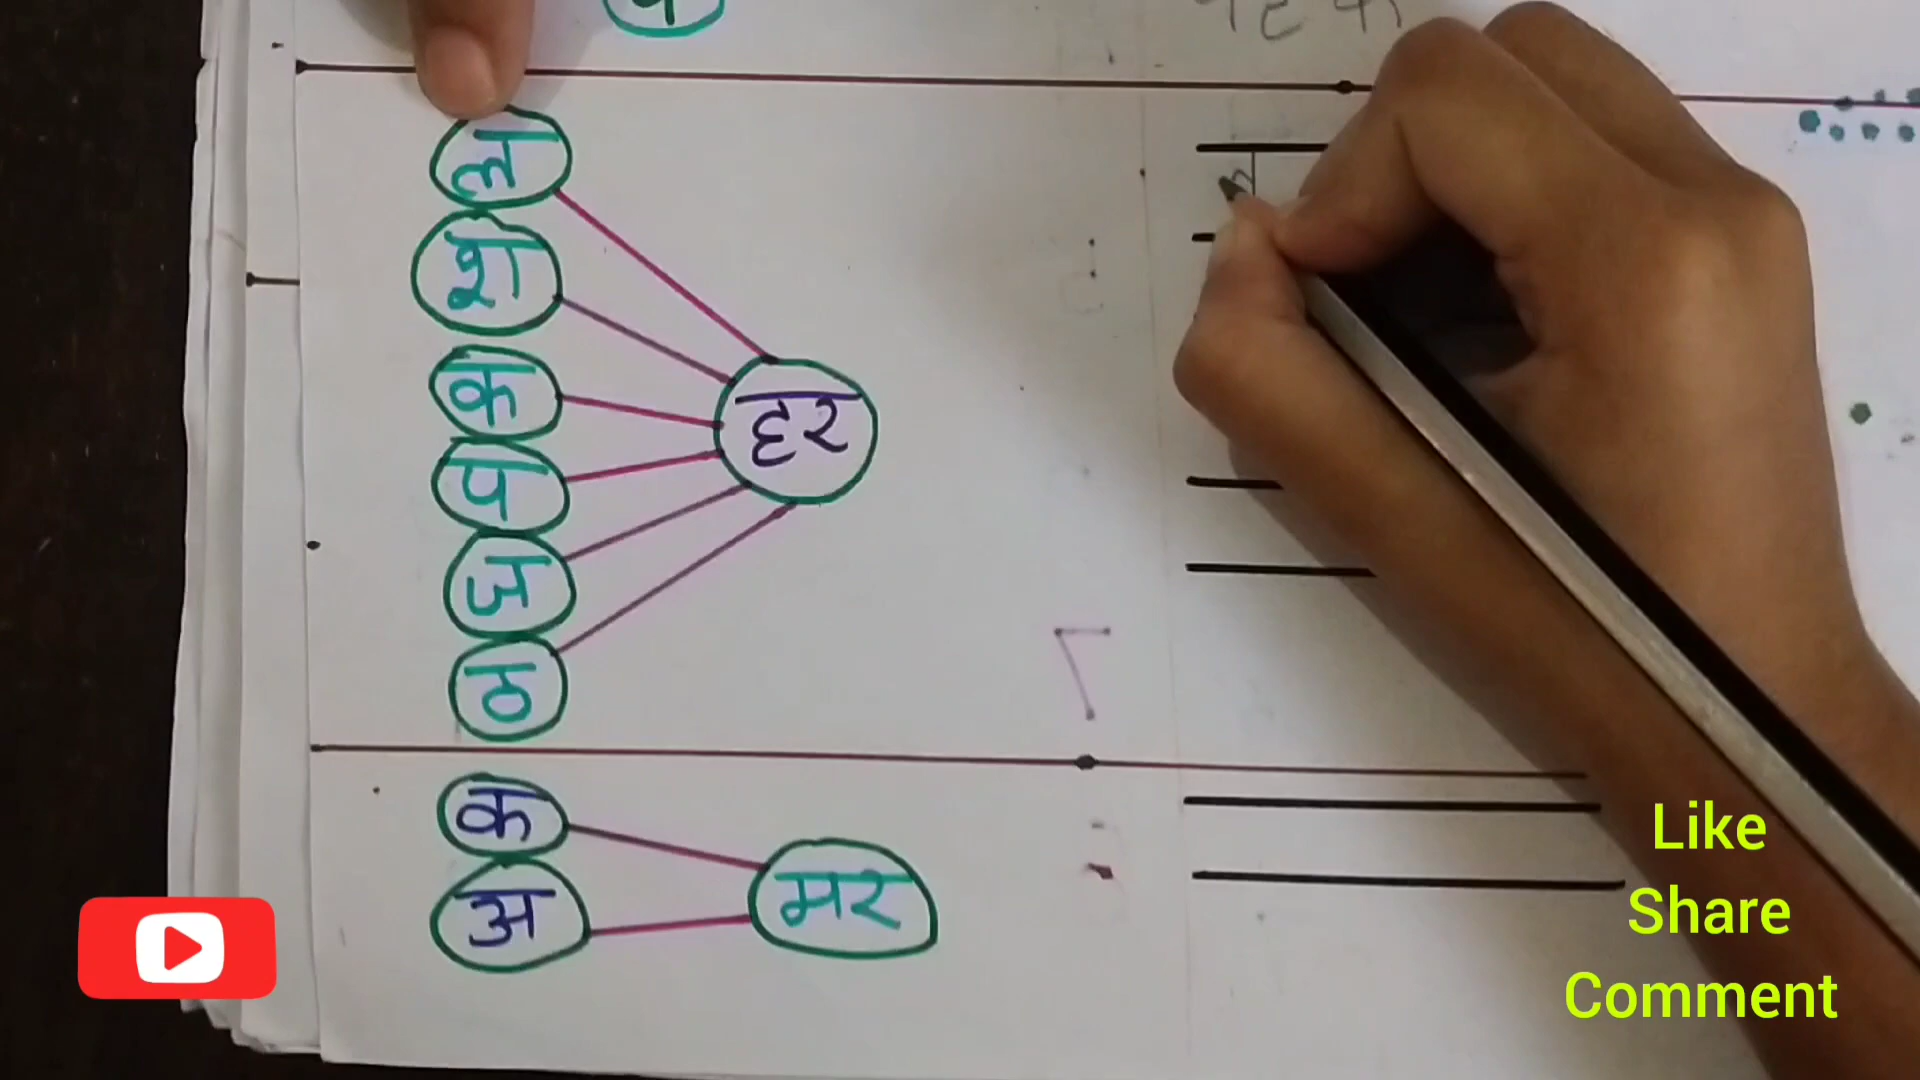 ल
श
क
प
ज
ठ
हर
क
अ
मर
Like
Share
Comment